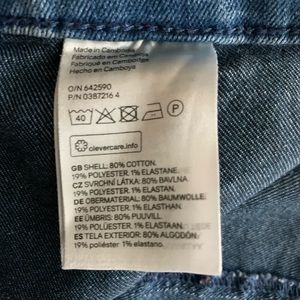 Made in Cambodia
Fabricado em Camboja
Fabriqué en Cambodge
Hecho en Camboya
O/N 642590
P/N 0387216 4
40
P
clevercare.info
GB SHELL: 80% COTTON,
19% POLYESTER, 1% ELASTANE.
CZ SVRCHNÍ LÁTKA: 80% BAVLNA,
19% POLYESTER, 1% ELASTAN.
DE OBERMATERIAL: 80% BAUMWOLLE,
19% POLYESTER, 1% ELASTHAN.
EE ÜMBRIS: 80% PUUVILL,
19% POLÜESTER, 1% ELASTAAN.
ES TELA EXTERIOR: 80% ALGODÓN,
19% poliéster 1% elastano.